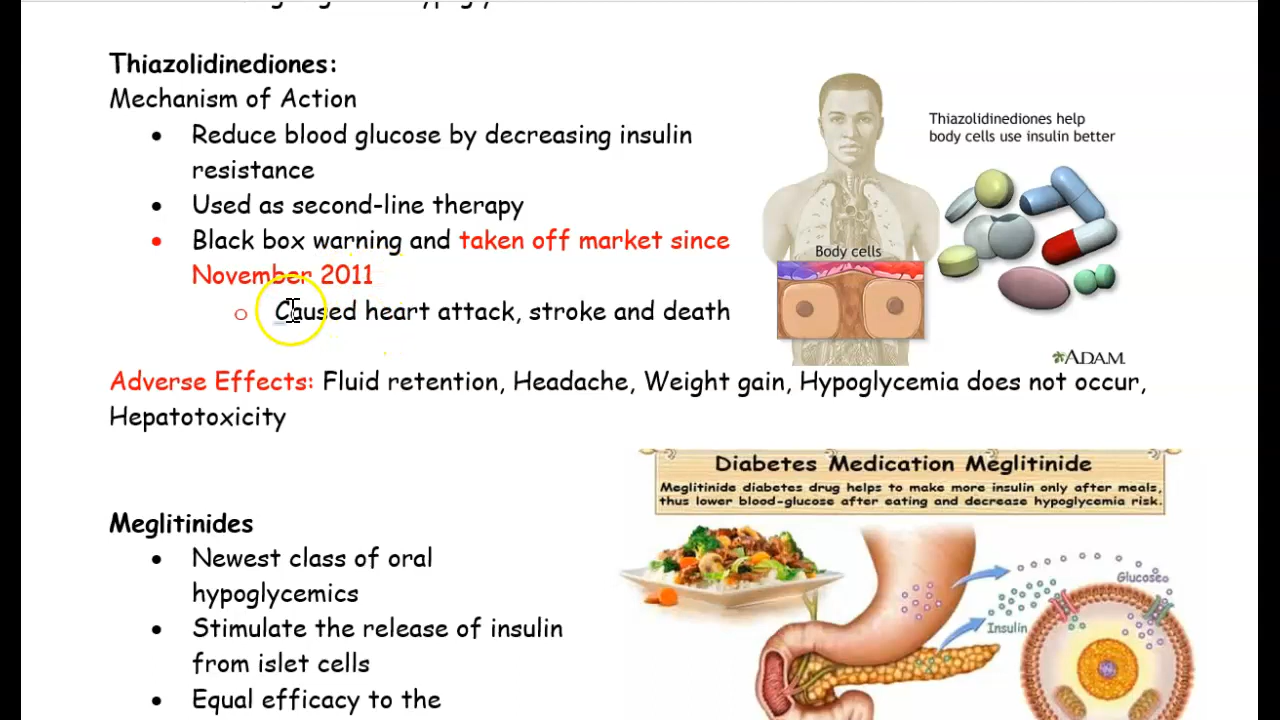 Thiazolidinediones:
Mechanism of Action
• Reduce blood glucose by decreasing insulin
resistance
• Used as second-line therapy
• Black box warning and taken off market since
November 2011
o Caused heart attack, stroke and death
Thiazolidinediones help
body cells use insulin better
Body cells
ADAM.
Adverse Effects: Fluid retention, Headache, Weight gain, Hypoglycemia does not occur,
Hepatotoxicity
Diabetes Medication Meglitinide
Meglitinide diabetes drug helps to make more insulin only after meals,
thus lower blood-glucose after eating and decrease hypoglycemia risk.
Glucose
Insulin
Meglitinides
• Newest class of oral
hypoglycemics
• Stimulate the release of insulin
from islet cells
• Equal efficacy to the